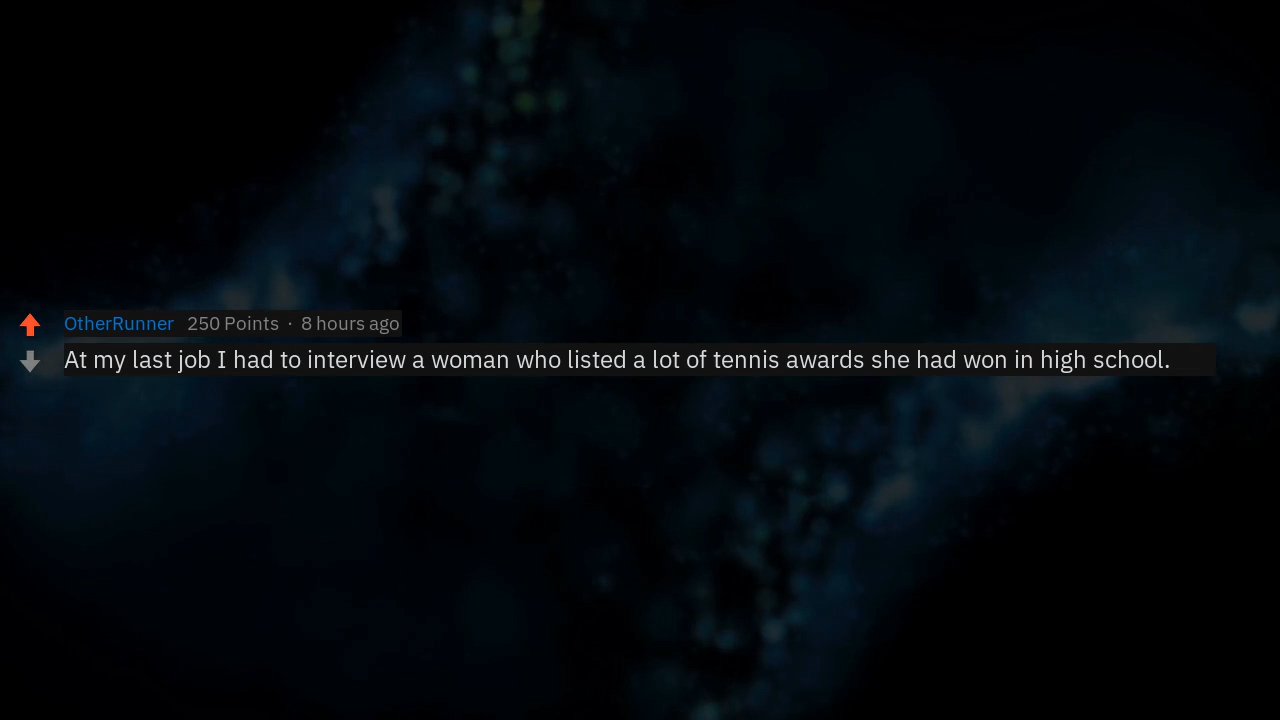 OtherRunner 250 Points · 8 hours ago
At my last job I had to interview a woman who listed a lot of tennis awards she had won in high school.